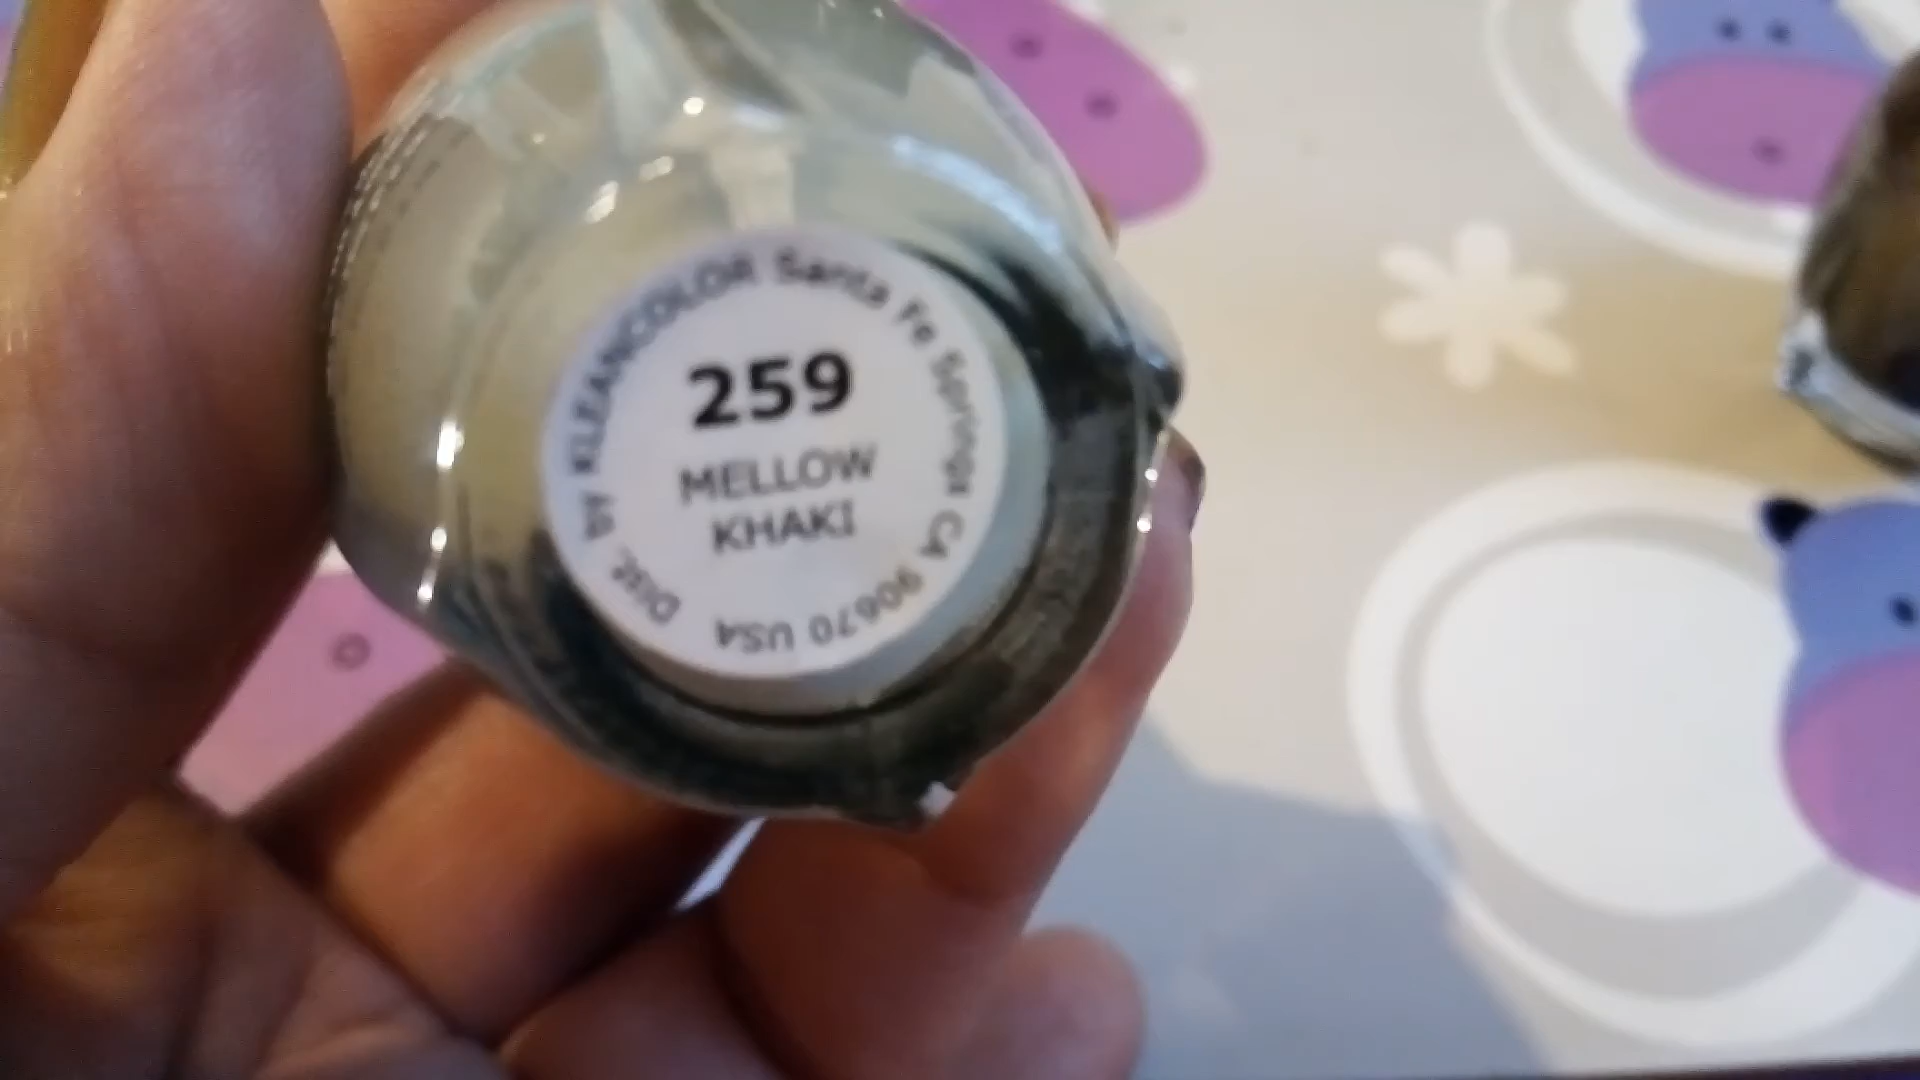 Dist. by KLEANCOLOR Santa Fe Springs CA 90670 USA
259
MELLOW
KHAKI